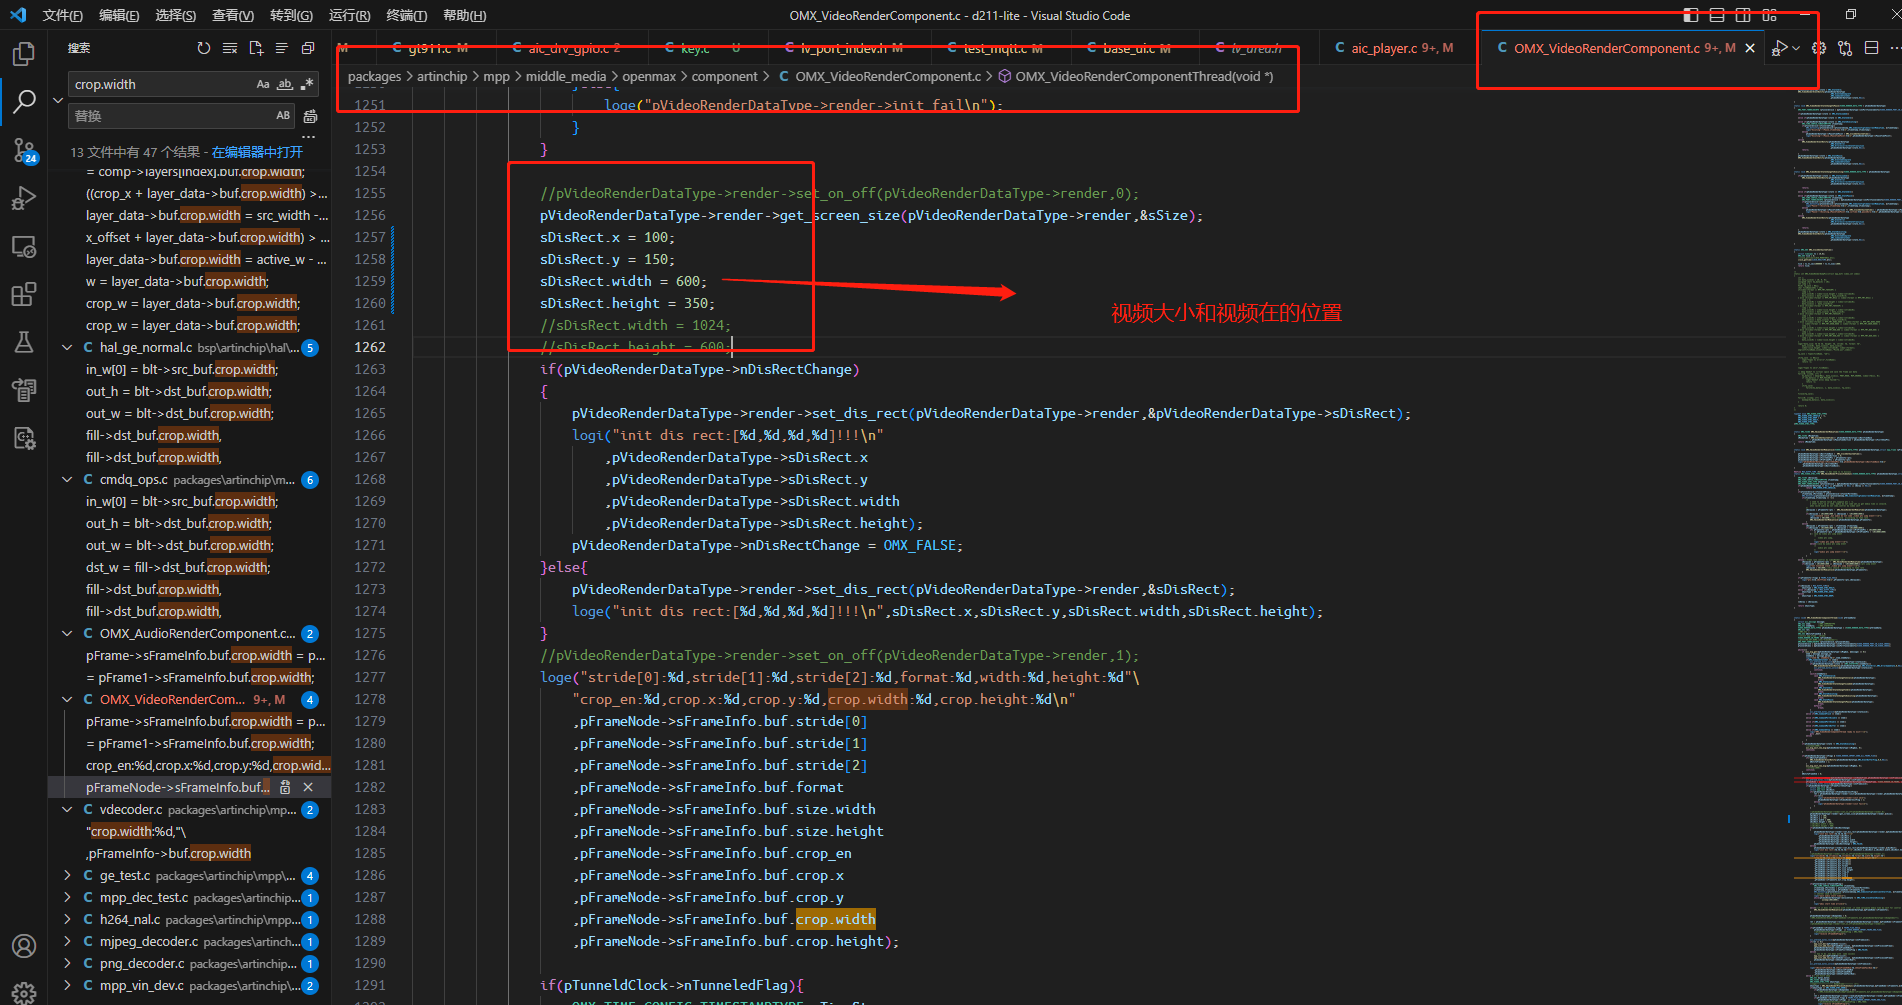 文件(F) 编辑(E) 选择(S) 查看(V) 转到(G) 运行(R) 终端(T) 帮助(H) OMX_VideoRenderComponent.c - d211-lite - Visual Studio Code
搜索
crop.width
Aa ab
替换
AB
13 文件中有 47 个结果 - 在编辑器中打开
= comp->layers[index].buf.crop.width;
((crop_x + layer_data->buf.crop.width) >...
layer_data->buf.crop.width = src_width -...
x_offset + layer_data->buf.crop.width) > ...
layer_data->buf.crop.width = active_w - ...
w = layer_data->buf.crop.width;
crop_w = layer_data->buf.crop.width;
crop_w = layer_data->buf.crop.width;
hal_ge_normal.c bsp\artinchip\hal\... 5
in_w[0] = blt->src_buf.crop.width;
out_h = blt->dst_buf.crop.width;
out_w = blt->dst_buf.crop.width;
fill->dst_buf.crop.width,
fill->dst_buf.crop.width,
cmdq_ops.c packages\artinchip\m... 6
in_w[0] = blt->src_buf.crop.width;
out_h = blt->dst_buf.crop.width;
out_w = blt->dst_buf.crop.width;
dst_w = fill->dst_buf.crop.width;
fill->dst_buf.crop.width,
fill->dst_buf.crop.width,
OMX_AudioRenderComponent.c... 2
pFrame->sFrameInfo.buf.crop.width = p...
= pFrame1->sFrameInfo.buf.crop.width;
OMX_VideoRenderCom... 9+, M 4
pFrame->sFrameInfo.buf.crop.width = p...
= pFrame1->sFrameInfo.buf.crop.width;
crop_en:%d,crop.x:%d,crop.y:%d,crop.wid...
pFrameNode->sFrameInfo.buf...
vdecoder.c packages\artinchip\mp... 2
"crop.width:%d,"\
,pFrameInfo->buf.crop.width
ge_test.c packages\artinchip\mpp\... 4
mpp_dec_test.c packages\artinchip... 1
h264_nal.c packages\artinchip\mpp... 1
mjpeg_decoder.c packages\artinch... 1
png_decoder.c packages\artinchip... 1
mpp_vin_dev.c packages\artinchip... 2
24
M C gt911.c M C aic_drv_gpio.c 2 C key.c U C lv_port_indev.h M C test_mqtt.c M C base_ui.c M C lv_area.h C aic_player.c 9+, M C OMX_VideoRenderComponent.c 9+, M
packages > artinchip > mpp > middle_media > openmax > component > C OMX_VideoRenderComponent.c > OMX_VideoRenderComponentThread(void *)
1251 loge("pVideoRenderDataType->render->init fail\n");
1252 }
1253 }
1254
1255 //pVideoRenderDataType->render->set_on_off(pVideoRenderDataType->render,0);
1256 pVideoRenderDataType->render->get_screen_size(pVideoRenderDataType->render,&sSize);
1257 sDisRect.x = 100;
1258 sDisRect.y = 150;
1259 sDisRect.width = 600;
1260 sDisRect.height = 350;
1261 //sDisRect.width = 1024;
1262 //sDisRect.height = 600;
视频大小和视频在的位置
1263 if(pVideoRenderDataType->nDisRectChange)
1264 {
1265 pVideoRenderDataType->render->set_dis_rect(pVideoRenderDataType->render,&pVideoRenderDataType->sDisRect);
1266 logi("init dis rect:[%d,%d,%d,%d]!!!\n"
1267 ,pVideoRenderDataType->sDisRect.x
1268 ,pVideoRenderDataType->sDisRect.y
1269 ,pVideoRenderDataType->sDisRect.width
1270 ,pVideoRenderDataType->sDisRect.height);
1271 pVideoRenderDataType->nDisRectChange = OMX_FALSE;
1272 }else{
1273 pVideoRenderDataType->render->set_dis_rect(pVideoRenderDataType->render,&sDisRect);
1274 loge("init dis rect:[%d,%d,%d,%d]!!!\n",sDisRect.x,sDisRect.y,sDisRect.width,sDisRect.height);
1275 }
1276 //pVideoRenderDataType->render->set_on_off(pVideoRenderDataType->render,1);
1277 loge("stride[0]:%d,stride[1]:%d,stride[2]:%d,format:%d,width:%d,height:%d"\
1278 "crop_en:%d,crop.x:%d,crop.y:%d,crop.width:%d,crop.height:%d\n"
1279 ,pFrameNode->sFrameInfo.buf.stride[0]
1280 ,pFrameNode->sFrameInfo.buf.stride[1]
1281 ,pFrameNode->sFrameInfo.buf.stride[2]
1282 ,pFrameNode->sFrameInfo.buf.format
1283 ,pFrameNode->sFrameInfo.buf.size.width
1284 ,pFrameNode->sFrameInfo.buf.size.height
1285 ,pFrameNode->sFrameInfo.buf.crop_en
1286 ,pFrameNode->sFrameInfo.buf.crop.x
1287 ,pFrameNode->sFrameInfo.buf.crop.y
1288 ,pFrameNode->sFrameInfo.buf.crop.width
1289 ,pFrameNode->sFrameInfo.buf.crop.height);
1290
1291 if(pTunneldClock->nTunneledFlag){